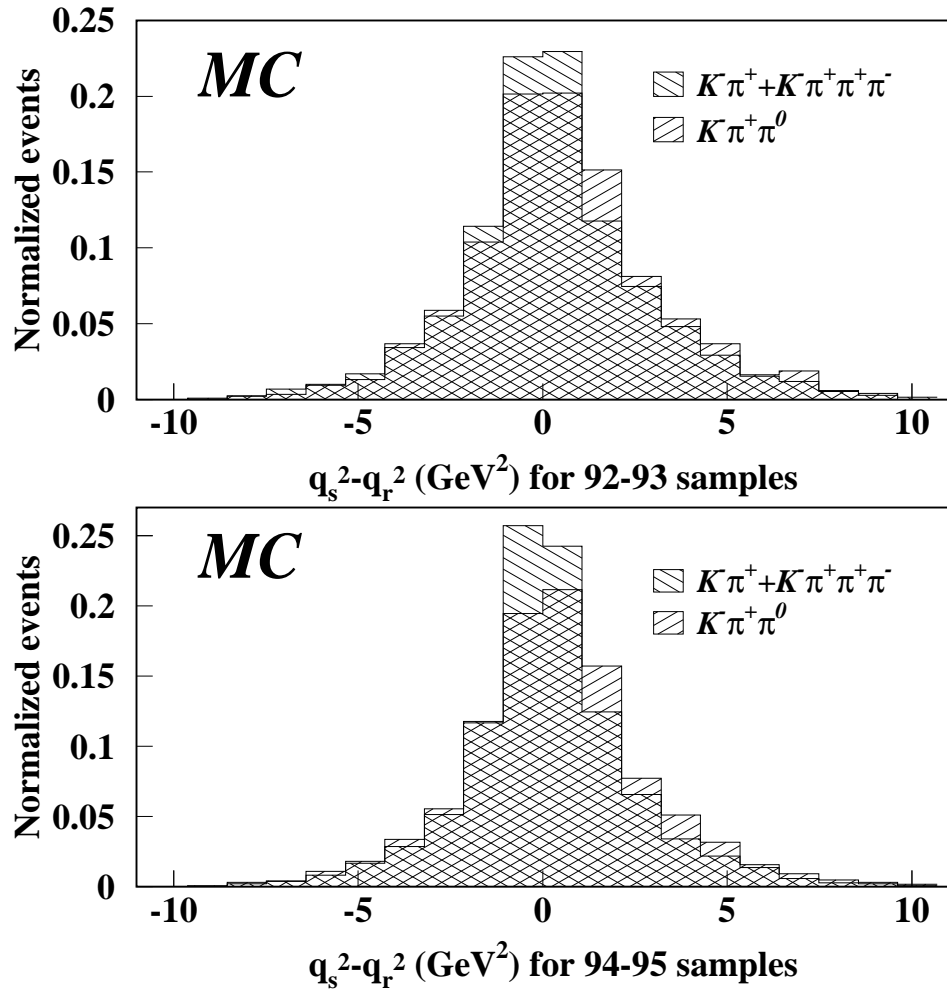 MC
K⁻π⁺+K⁻π⁺π⁺π⁻
K⁻π⁺π⁰
Normalized events
0.25
0.2
0.15
0.1
0.05
0
-10 -5 0 5 10
qₛ²-qᵣ² (GeV²) for 92-93 samples
MC
K⁻π⁺+K⁻π⁺π⁺π⁻
K⁻π⁺π⁰
Normalized events
0.25
0.2
0.15
0.1
0.05
0
-10 -5 0 5 10
qₛ²-qᵣ² (GeV²) for 94-95 samples